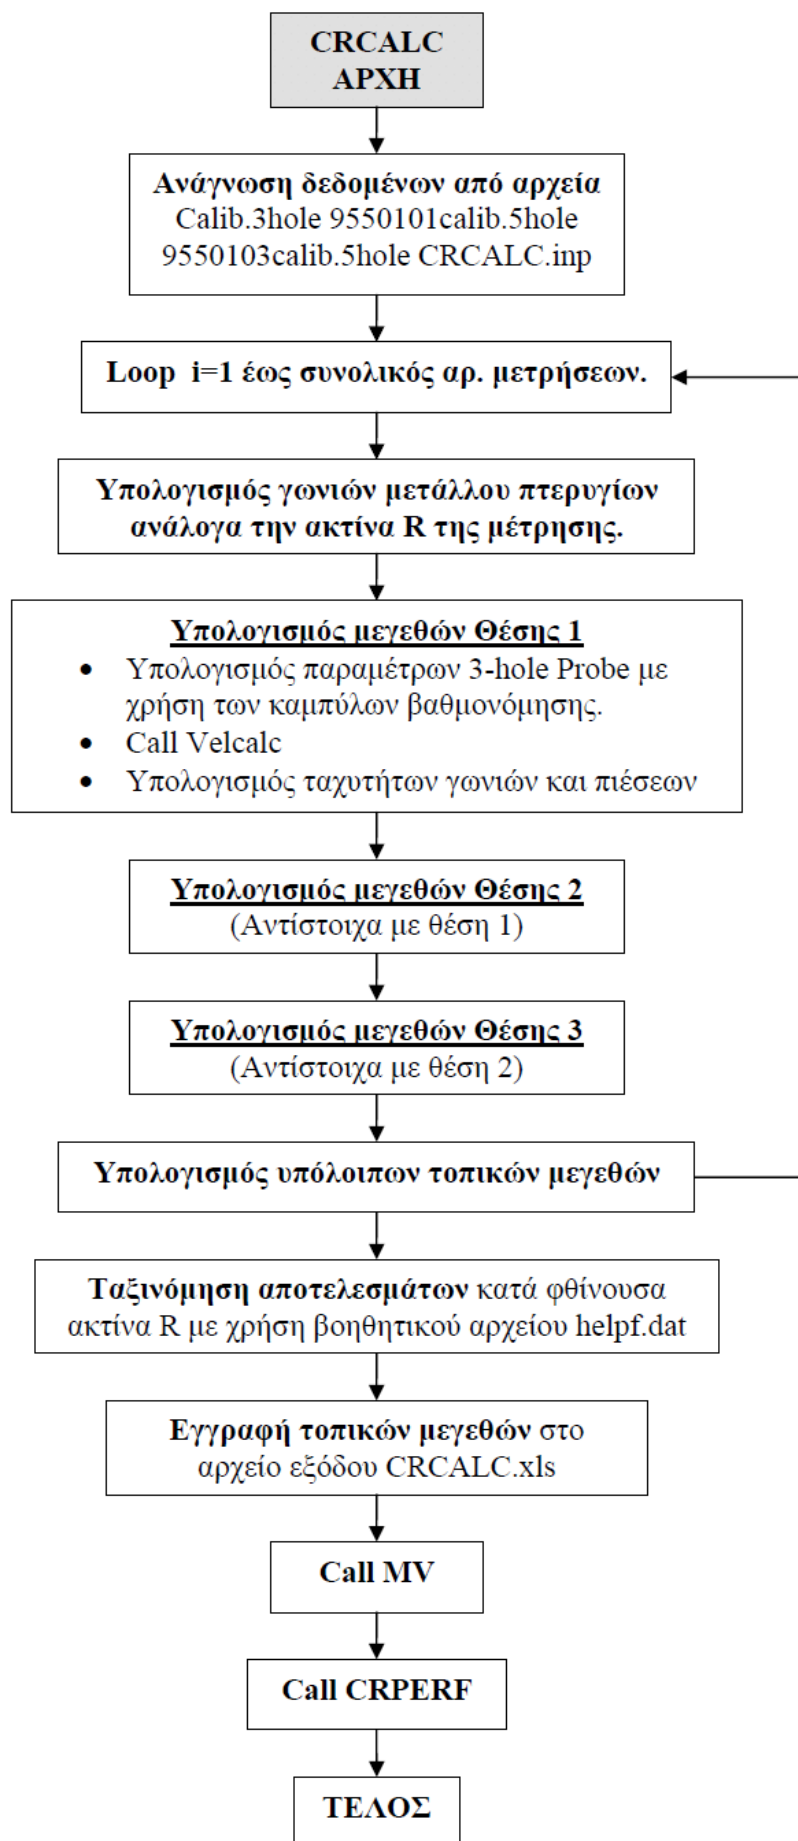 CRCALC
ΑΡΧΗ
Ανάγνωση δεδομένων από αρχεία
Calib.3hole 9550101calib.5hole
9550103calib.5hole CRCALC.inp
Loop i=1 έως συνολικός αρ. μετρήσεων.
Υπολογισμός γωνιών μετάλλου πτερυγίων
ανάλογα την ακτίνα R της μέτρησης.
Υπολογισμός μεγεθών Θέσης 1
• Υπολογισμός παραμέτρων 3-hole Probe με
χρήση των καμπύλων βαθμονόμησης.
• Call Velcalc
• Υπολογισμός ταχυτήτων γωνιών και πιέσεων
Υπολογισμός μεγεθών Θέσης 2
(Αντίστοιχα με θέση 1)
Υπολογισμός μεγεθών Θέσης 3
(Αντίστοιχα με θέση 2)
Υπολογισμός υπόλοιπων τοπικών μεγεθών
Ταξινόμηση αποτελεσμάτων κατά φθίνουσα
ακτίνα R με χρήση βοηθητικού αρχείου helpf.dat
Εγγραφή τοπικών μεγεθών στο
αρχείο εξόδου CRCALC.xls
Call MV
Call CRPERF
ΤΕΛΟΣ